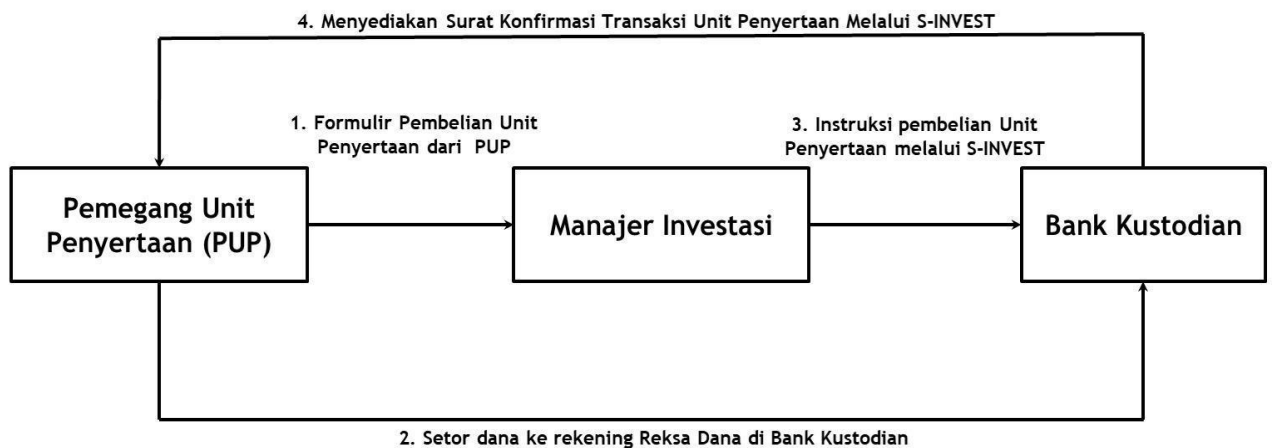 4. Menyediakan Surat Konfirmasi Transaksi Unit Penyertaan Melalui S-INVEST
1. Formulir Pembelian Unit
Penyertaan dari PUP
3. Instruksi pembelian Unit
Penyertaan melalui S-INVEST
Pemegang Unit
Penyertaan (PUP)
Manajer Investasi
Bank Kustodian
2. Setor dana ke rekening Reksa Dana di Bank Kustodian